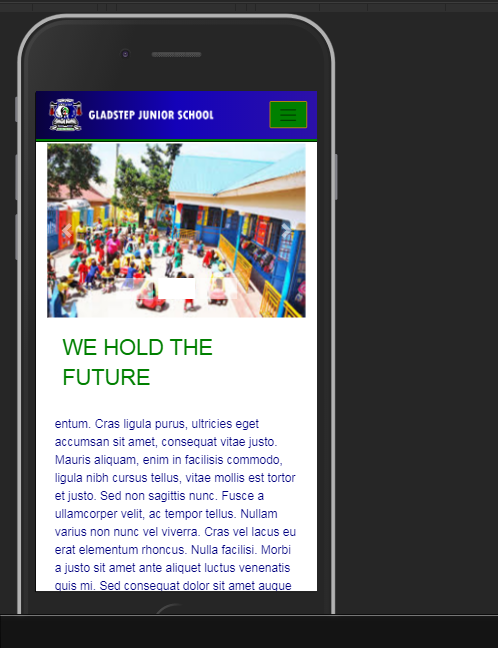 GLADSTEP JUNIOR SCHOOL
WE HOLD THE
FUTURE
entum. Cras ligula purus, ultricies eget
accumsan sit amet, consequat vitae justo.
Mauris aliquam, enim in facilisis commodo,
ligula nibh cursus tellus, vitae mollis est tortor
et justo. Sed non sagittis nunc. Fusce a
ullamcorper velit, ac tempor tellus. Nullam
varius non nunc vel viverra. Cras vel lacus eu
erat elementum rhoncus. Nulla facilisi. Morbi
a justo sit amet ante aliquet luctus venenatis
quis mi. Sed consequat dolor sit amet augue